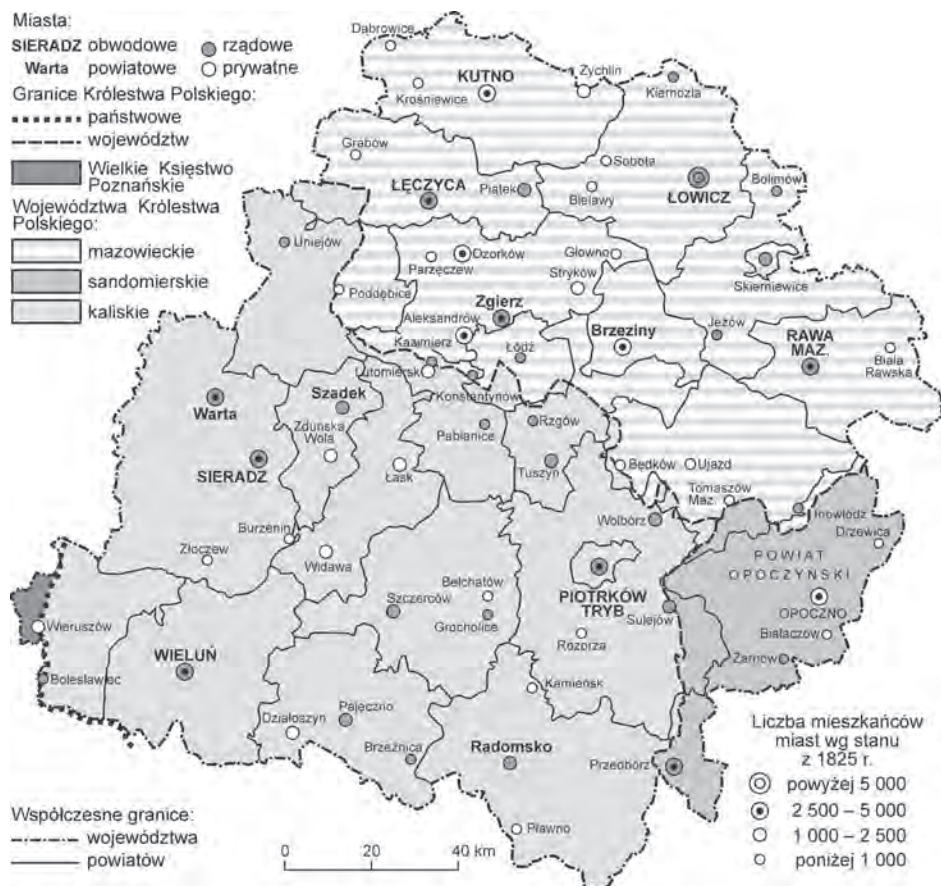 Miasta:
SIERADZ obwodowe
rządowe
Warta powiatowe
prywatne
Granice Królestwa Polskiego:
państwowe
województw
Wielkie Księstwo
Poznańskie
Województwa Królestwa
Polskiego:
mazowieckie
sandomierskie
kaliskie
Dąbrowice
KUTNO
Żychlin
Krośniewice
Kiernozia
Grabów
Sobota
ŁĘCZYCA
Piątek
Bielawy
ŁOWICZ
Bolimów
Uniejów
Parzęczew
Ozorków
Głowno
Stryków
Skierniewice
Poddębice
Zgierz
Aleksandrów
Brzeziny
Jeżów
RAWA
MAZ.
Kazimierz
Łódź
Biała
Rawska
Lutomiersk
Konstantynów
Szadek
Warta
Rzgów
Zduńska
Wola
Pabianice
SIERADZ
Łask
Tuszyn
Będków
Ujazd
Tomaszów
Maz.
Inowłódz
Wolbórz
Drzewica
Burzenin
POWIAT
OPOCZYŃSKI
Złoczew
Widawa
Bełchatów
PIOTRKÓW
TRYB.
Szczerców
OPOCZNO
Sulejów
Grocholice
Białaczów
Wieruszów
Rozprza
WIELUŃ
Żarnów
Bolesławiec
Kamieńsk
Pajęczno
Działoszyn
Brzeźnica
Radomsko
Przedbórz
Pławno
Liczba mieszkańców
miast wg stanu
z 1825 r.
powyżej 5 000
2 500 – 5 000
1 000 – 2 500
poniżej 1 000
Współczesne granice:
województwa
powiatów
0 20 40 km